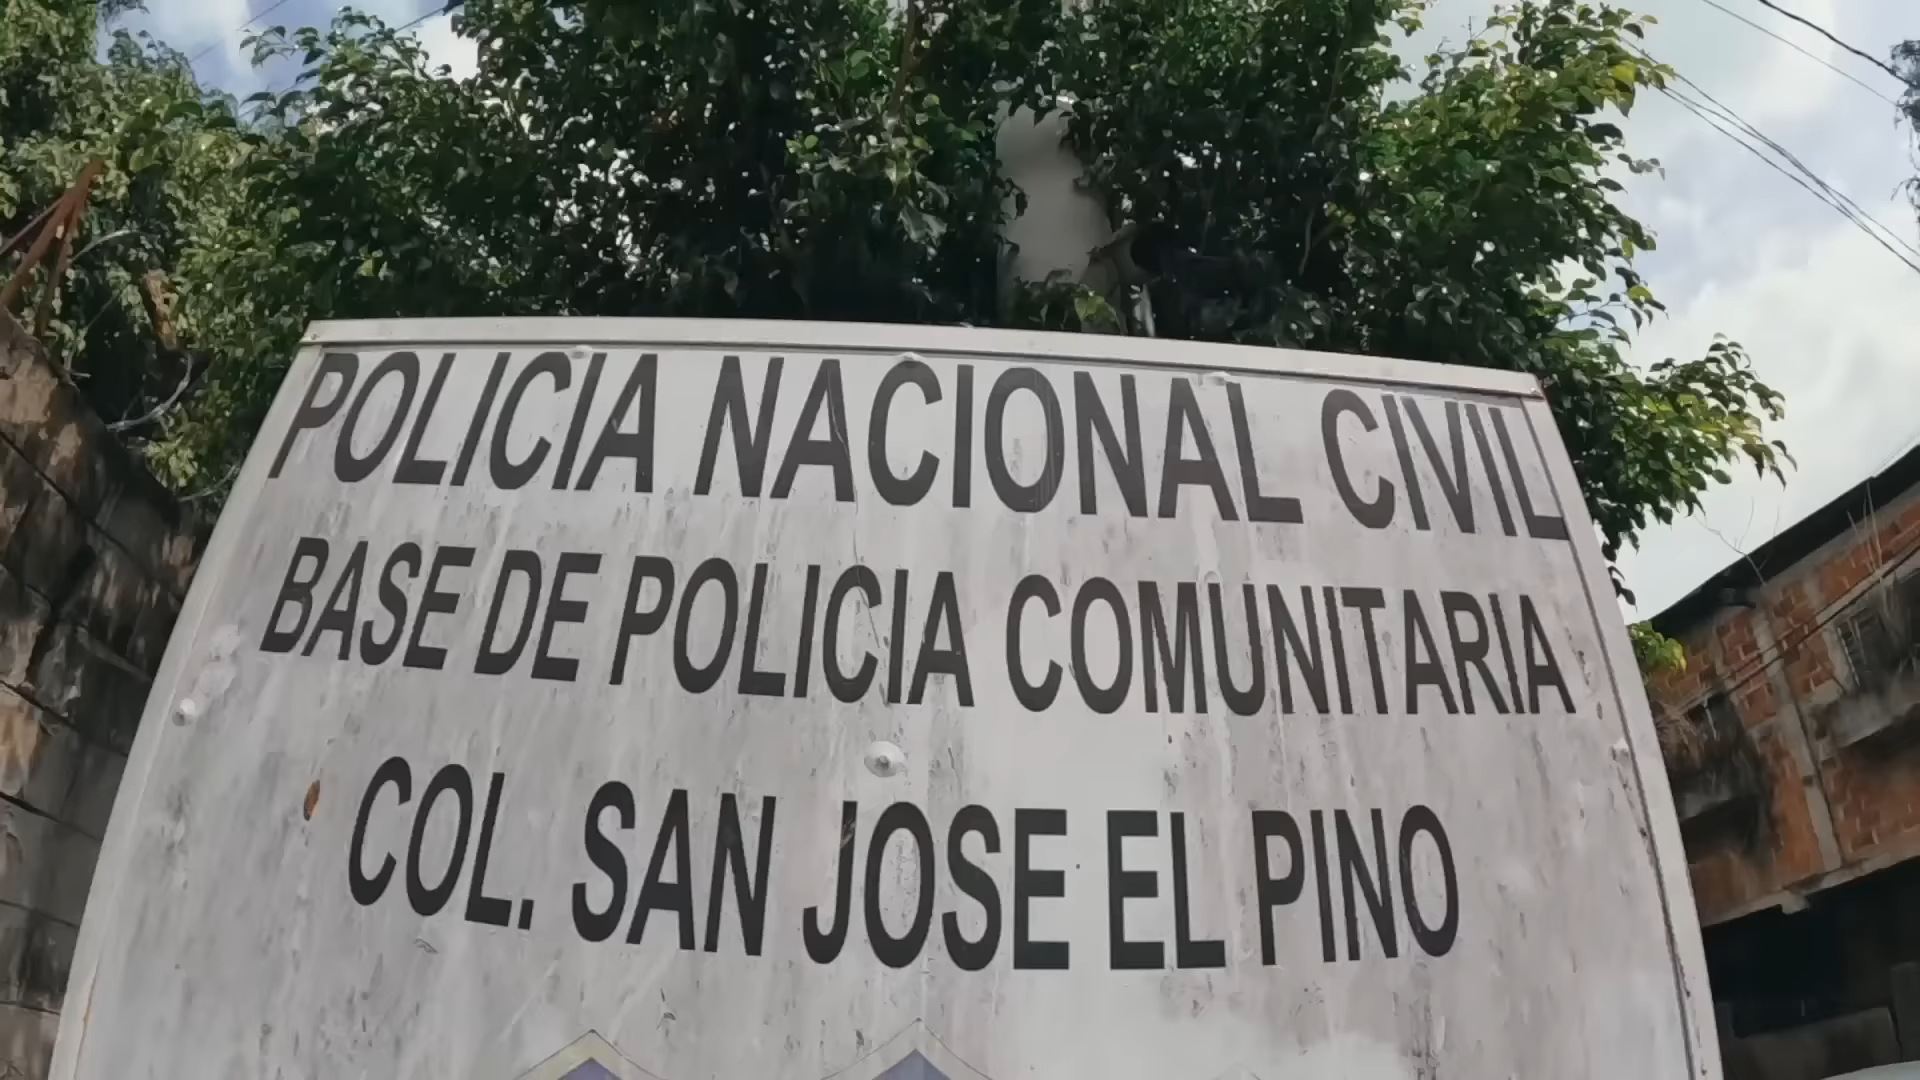 POLICIA NACIONAL CIVIL
BASE DE POLICIA COMUNITARIA
COL. SAN JOSE EL PINO